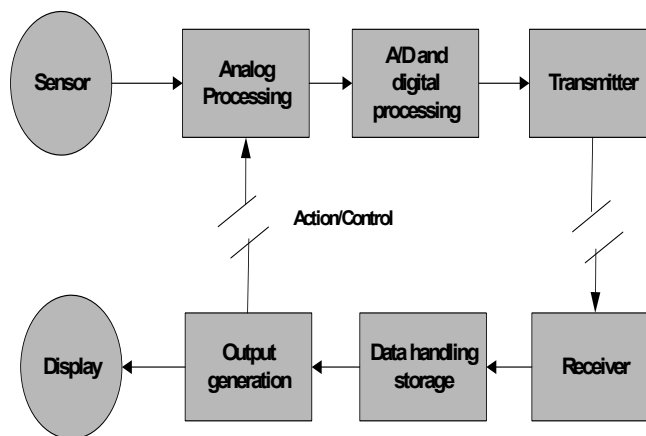 Sensor
Analog
Processing
A/D and
digital
processing
Transmitter
Action/Control
Display
Output
generation
Data handling
storage
Receiver